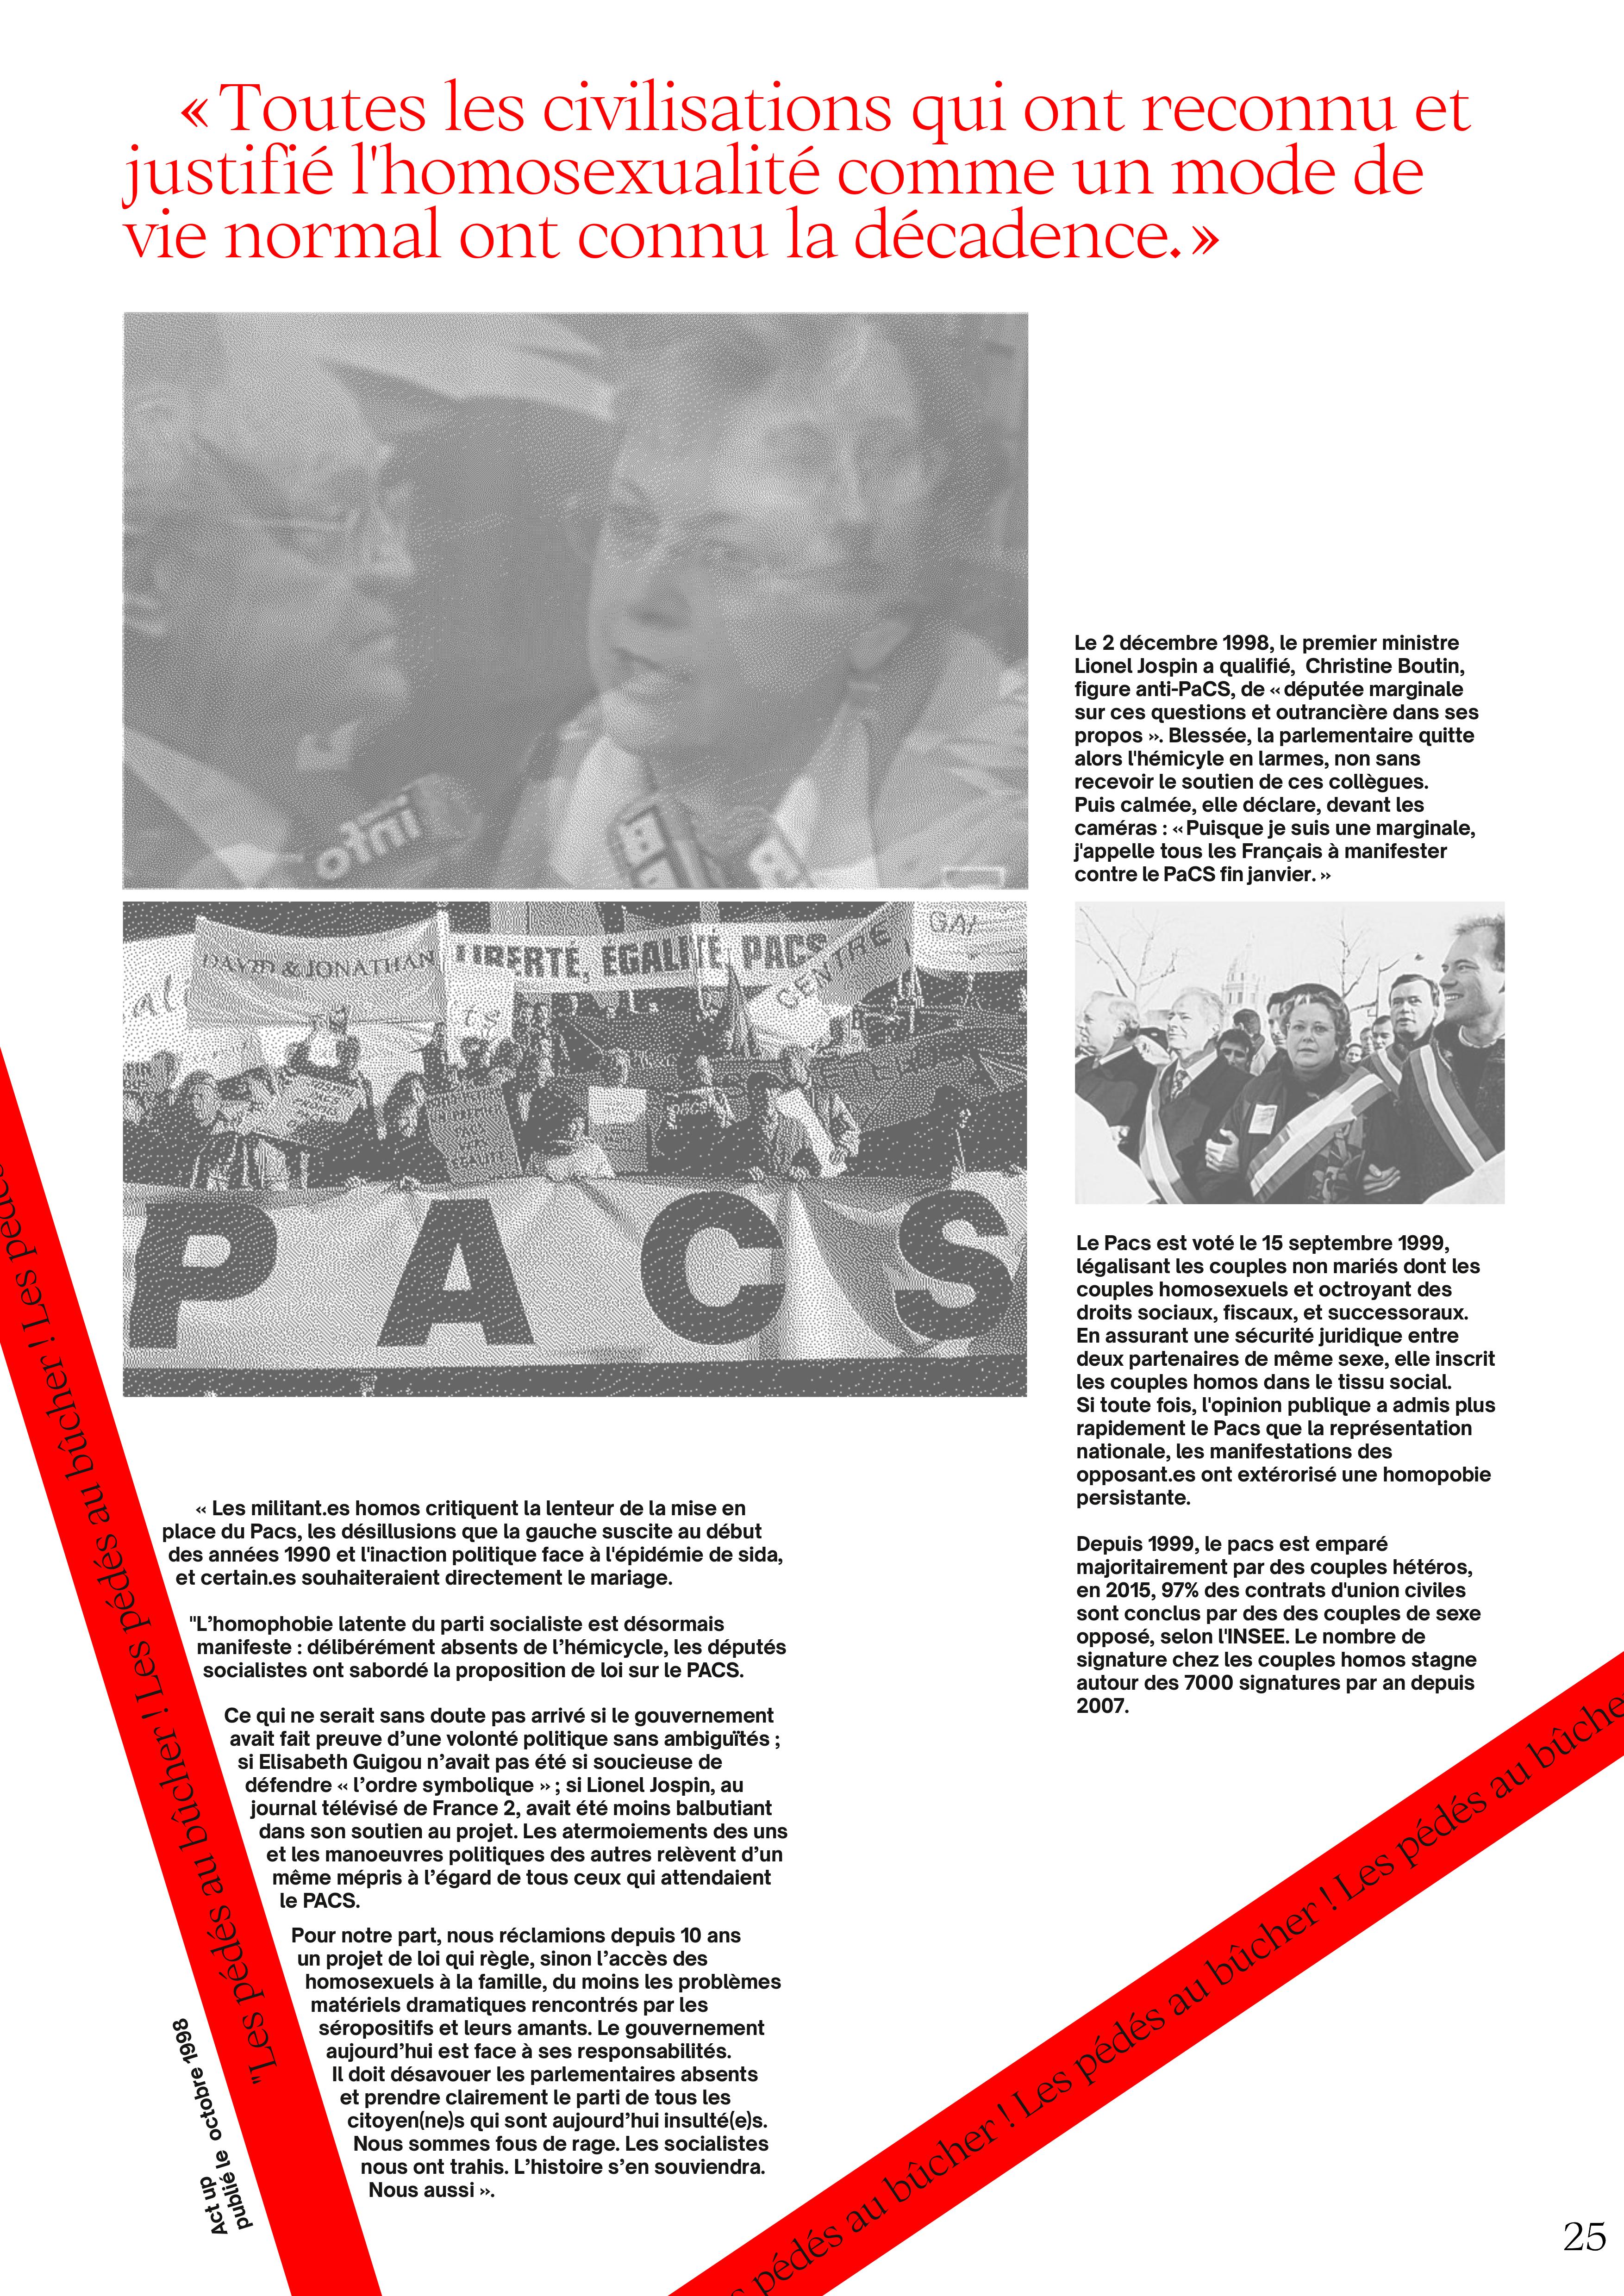 « Toutes les civilisations qui ont reconnu et
justifié l'homosexualité comme un mode de
vie normal ont connu la décadence. »
Le 2 décembre 1998, le premier ministre
Lionel Jospin a qualifié, Christine Boutin,
figure anti-PaCS, de « députée marginale
sur ces questions et outrancière dans ses
propos ». Blessée, la parlementaire quitte
alors l'hémicyle en larmes, non sans
recevoir le soutien de ces collègues.
Puis calmée, elle déclare, devant les
caméras : « Puisque je suis une marginale,
j'appelle tous les Français à manifester
contre le PaCS fin janvier. »
DAVID & JONATHAN
LIBERTÉ, ÉGALITÉ, PACS
CENTRE
GAI
PACS
Le Pacs est voté le 15 septembre 1999,
légalisant les couples non mariés dont les
couples homosexuels et octroyant des
droits sociaux, fiscaux, et successoraux.
En assurant une sécurité juridique entre
deux partenaires de même sexe, elle inscrit
les couples homos dans le tissu social.
Si toute fois, l'opinion publique a admis plus
rapidement le Pacs que la représentation
nationale, les manifestations des
opposant.es ont extérorisé une homopobie
persistante.
Depuis 1999, le pacs est emparé
majoritairement par des couples hétéros,
en 2015, 97% des contrats d'union civiles
sont conclus par des des couples de sexe
opposé, selon l'INSEE. Le nombre de
signature chez les couples homos stagne
autour des 7000 signatures par an depuis
2007.
« Les militant.es homos critiquent la lenteur de la mise en
place du Pacs, les désillusions que la gauche suscite au début
des années 1990 et l'inaction politique face à l'épidémie de sida,
et certain.es souhaiteraient directement le mariage.
"L’homophobie latente du parti socialiste est désormais
manifeste : délibérément absents de l’hémicycle, les députés
socialistes ont sabordé la proposition de loi sur le PACS.
Ce qui ne serait sans doute pas arrivé si le gouvernement
avait fait preuve d’une volonté politique sans ambiguïtés ;
si Elisabeth Guigou n’avait pas été si soucieuse de
défendre « l’ordre symbolique » ; si Lionel Jospin, au
journal télévisé de France 2, avait été moins balbutiant
dans son soutien au projet. Les atermoiements des uns
et les manoeuvres politiques des autres relèvent d’un
même mépris à l’égard de tous ceux qui attendaient
le PACS.
Pour notre part, nous réclamions depuis 10 ans
un projet de loi qui règle, sinon l’accès des
homosexuels à la famille, du moins les problèmes
matériels dramatiques rencontrés par les
séropositifs et leurs amants. Le gouvernement
aujourd’hui est face à ses responsabilités.
Il doit désavouer les parlementaires absents
et prendre clairement le parti de tous les
citoyen(ne)s qui sont aujourd’hui insulté(e)s.
Nous sommes fous de rage. Les socialistes
nous ont trahis. L’histoire s’en souviendra.
Nous aussi ».
Act up
publié le octobre 1998
"Les pédés au bûcher ! Les pédés au bûcher ! Les pédés
pédés au bûcher ! Les pédés au bûcher ! Les pédés au bûche
25